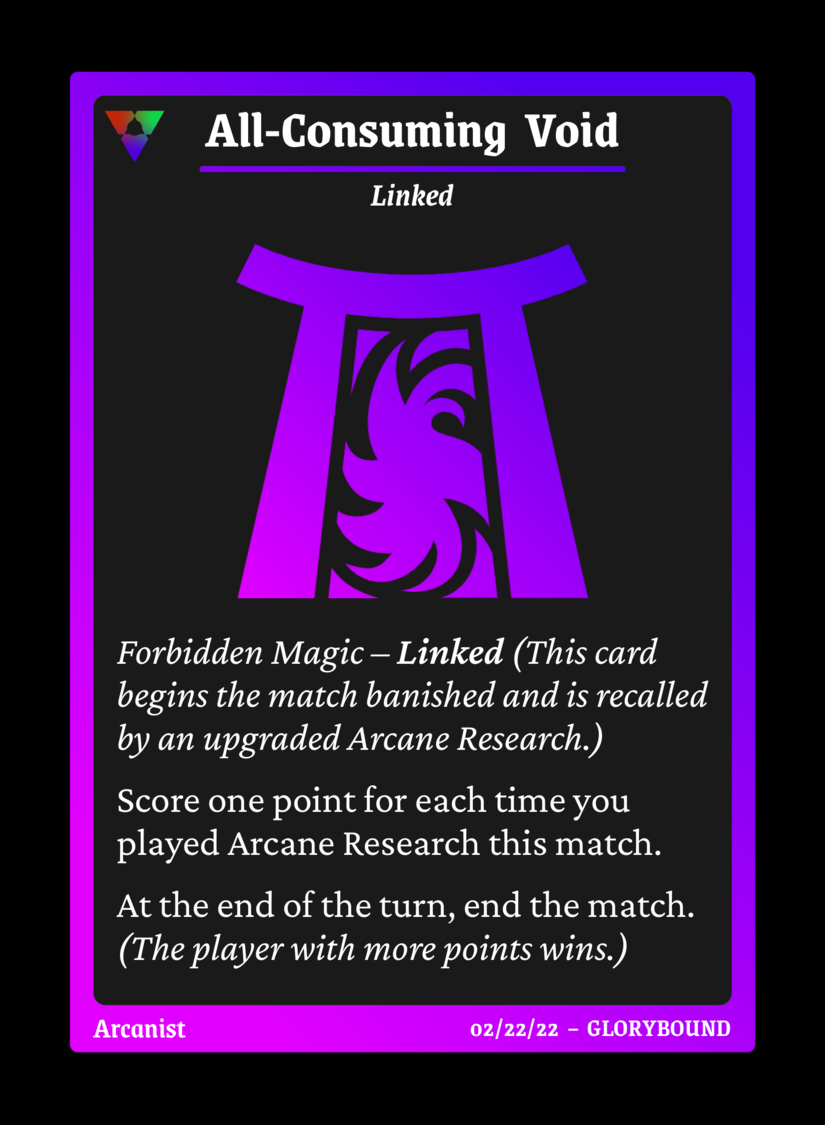 All-Consuming Void
Linked
Forbidden Magic – Linked (This card
begins the match banished and is recalled
by an upgraded Arcane Research.)
Score one point for each time you
played Arcane Research this match.
At the end of the turn, end the match.
(The player with more points wins.)
Arcanist
02/22/22 – GLORYBOUND